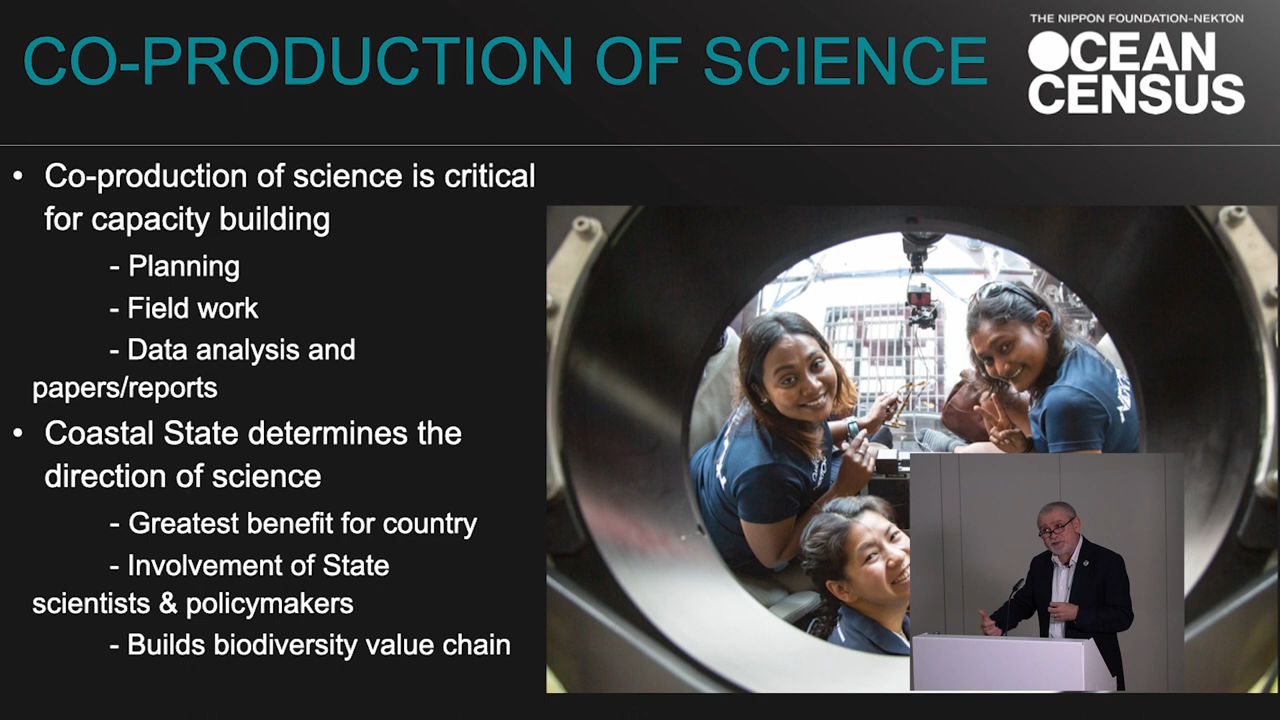 CO-PRODUCTION OF SCIENCE
THE NIPPON FOUNDATION-NEKTON
OCEAN
CENSUS
• Co-production of science is critical
for capacity building
- Planning
- Field work
- Data analysis and
papers/reports
• Coastal State determines the
direction of science
- Greatest benefit for country
- Involvement of State
scientists & policymakers
- Builds biodiversity value chain